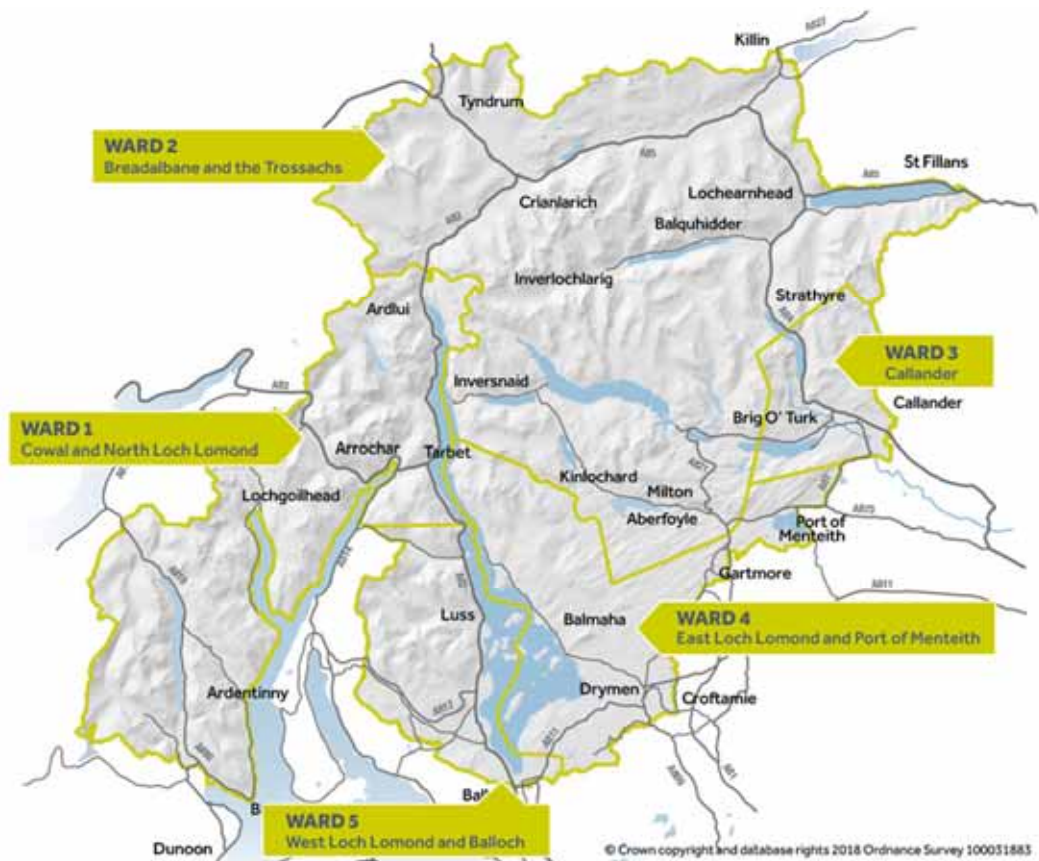 Killin
A827
Tyndrum
WARD 2
Breadalbane and the Trossachs
A85
St Fillans
Lochearnhead
A85
Crianlarich
Balquhidder
A82
Inverlochlarig
Strathyre
Ardlui
A84
WARD 3
Callander
Inversnaid
A83
Callander
WARD 1
Cowal and North Loch Lomond
Brig O' Turk
Arrochar
Tarbet
Kinlochard
A821
Milton
Lochgoilhead
Aberfoyle
A81
Port of
Menteith
A873
Gartmore
A811
A814
A815
A82
Luss
Balmaha
WARD 4
East Loch Lomond and Port of Menteith
Ardentinny
Drymen
Croftamie
A811
A809
A81
A880
B
Ball
WARD 5
West Loch Lomond and Balloch
Dunoon
© Crown copyright and database rights 2018 Ordnance Survey 100031883